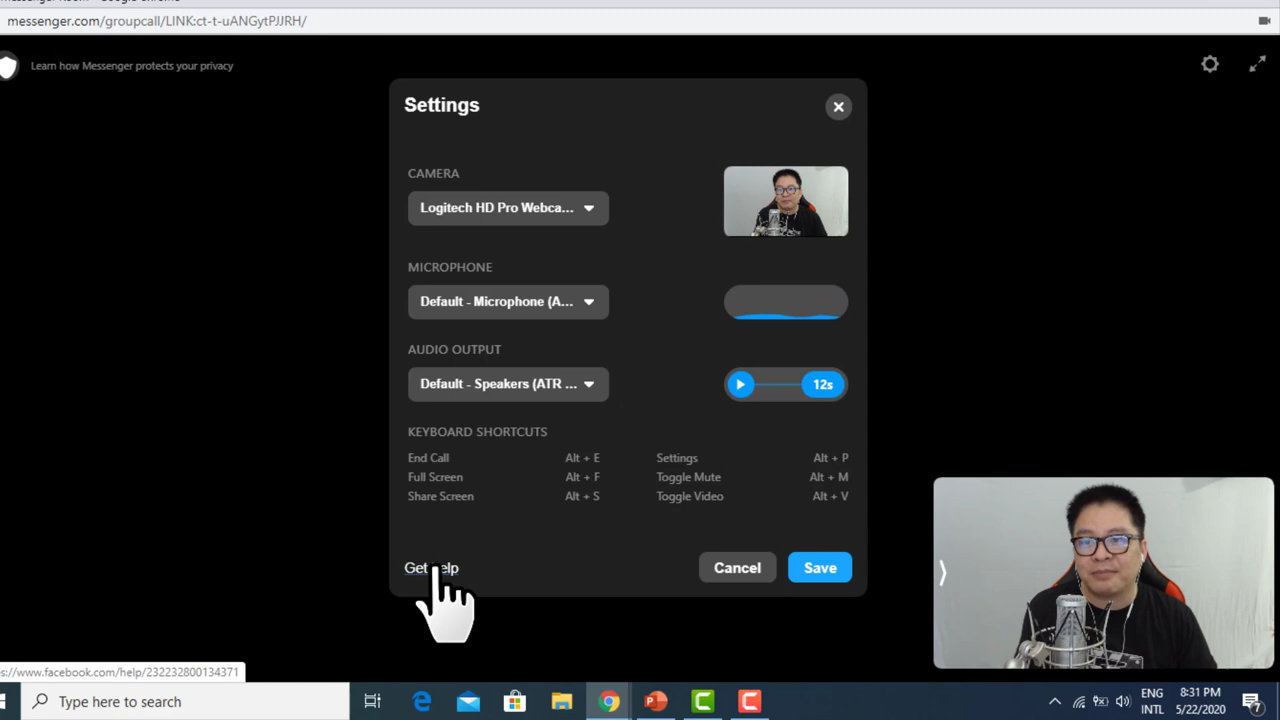 messenger.com/groupcall/LINK:ct-t-uANGytPJJRH/
Learn how Messenger protects your privacy
Settings
CAMERA
Logitech HD Pro Webca...
MICROPHONE
Default - Microphone (A...
AUDIO OUTPUT
Default - Speakers (ATR ...
12s
KEYBOARD SHORTCUTS
End Call Alt + E Settings Alt + P
Full Screen Alt + F Toggle Mute Alt + M
Share Screen Alt + S Toggle Video Alt + V
Get Cancel Save
s://www.facebook.com/help/232232800134371
Type here to search
ENG 8:31 PM
INTL 5/22/2020
7